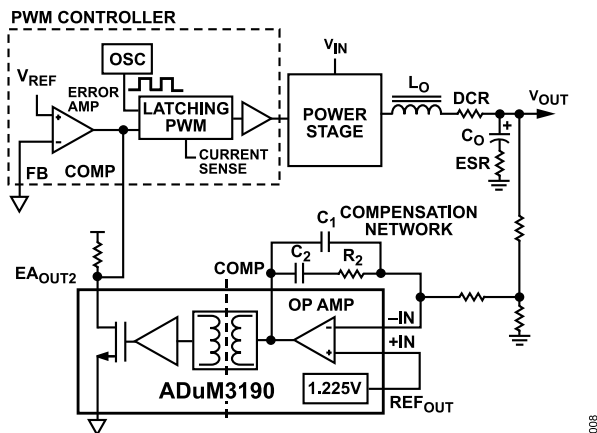 PWM CONTROLLER
OSC
VREF
ERROR
AMP
LATCHING
PWM
CURRENT
SENSE
FB
COMP
VIN
POWER
STAGE
LO
DCR
VOUT
+
CO
ESR
+
−
C1
COMPENSATION
NETWORK
C2
R2
COMP
EAOUT2
OP AMP
−IN
+IN
−
+
1.225V
REFOUT
ADuM3190
008